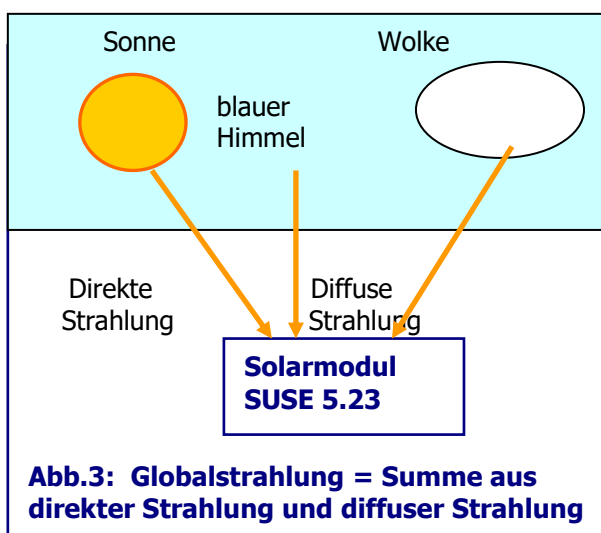 Sonne
Wolke
blauer
Himmel
Direkte
Strahlung
Diffuse
Strahlung
Solarmodul
SUSE 5.23
Abb.3: Globalstrahlung = Summe aus
direkter Strahlung und diffuser Strahlung